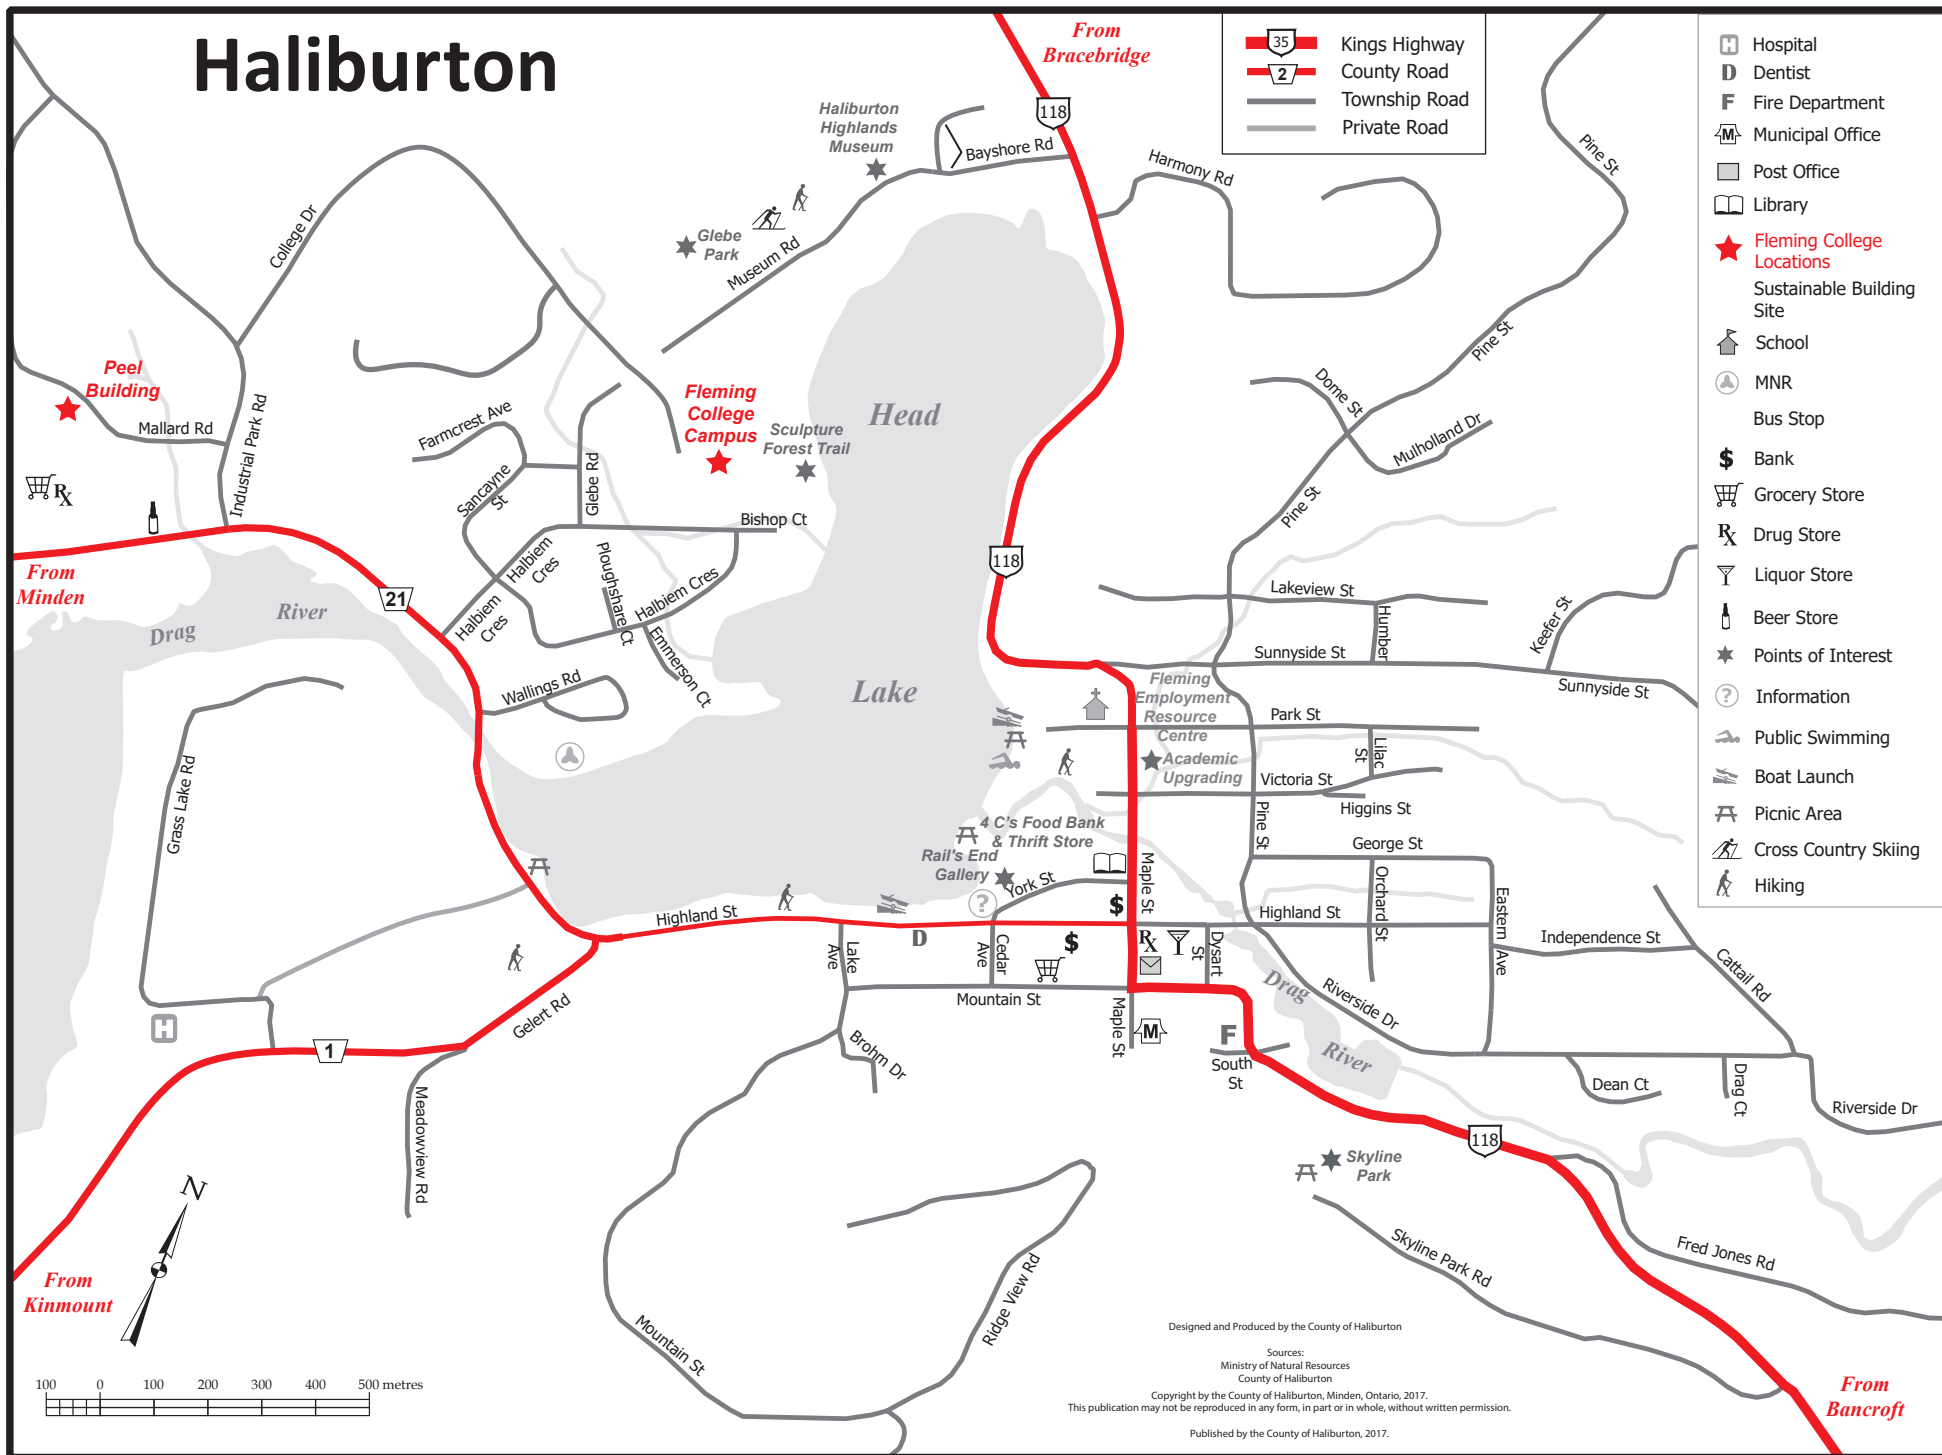 Haliburton
From
Bracebridge
35
Kings Highway
2
County Road
Township Road
Private Road
H
Hospital
D
Dentist
F
Fire Department
M
Municipal Office
Post Office
Library
Fleming College
Locations
Sustainable Building
Site
School
MNR
Bus Stop
$
Bank
Grocery Store
Rx
Drug Store
Liquor Store
Beer Store
Points of Interest
?
Information
Public Swimming
Boat Launch
Picnic Area
Cross Country Skiing
Hiking
118
Haliburton
Highlands
Museum
Bayshore Rd
Harmony Rd
Pine St
College Dr
Glebe
Park
Museum Rd
Pine St
Peel
Building
Mallard Rd
Industrial Park Rd
Farmcrest Ave
Sancayne
St
Glebe Rd
Fleming
College
Campus
Sculpture
Forest Trail
Head
Dome St
Mulholland Dr
Pine St
Rx
Bishop Ct
Halbiem
Cres
Ploughshare Ct
Halbiem Cres
118
From
Minden
21
River
Drag
Halbiem
Cres
Emmerson Ct
Wallings Rd
Lake
Lakeview St
Humber
Keefer St
Sunnyside St
Sunnyside St
Fleming
Employment
Resource
Centre
Park St
Lilac
St
Academic
Upgrading
Victoria St
Higgins St
Grass Lake Rd
4 C's Food Bank
& Thrift Store
Rail's End
Gallery
York St
?
Maple St
Pine St
George St
Orchard St
Eastern Ave
$
Highland St
Highland St
D
Lake
Ave
Cedar
Ave
$
Rx
Dysart
St
Independence St
Cattail Rd
Mountain St
Drag
Riverside Dr
H
Gelert Rd
1
Maple St
M
F
South
St
River
Brohm Dr
Dean Ct
Drag Ct
Riverside Dr
Meadowview Rd
118
Skyline
Park
N
Skyline Park Rd
Fred Jones Rd
From
Kinmount
Ridge View Rd
Mountain St
From
Bancroft
100 0 100 200 300 400 500 metres
Designed and Produced by the County of Haliburton
Sources:
Ministry of Natural Resources
County of Haliburton
Copyright by the County of Haliburton, Minden, Ontario, 2017.
This publication may not be reproduced in any form, in part or in whole, without written permission.
Published by the County of Haliburton, 2017.